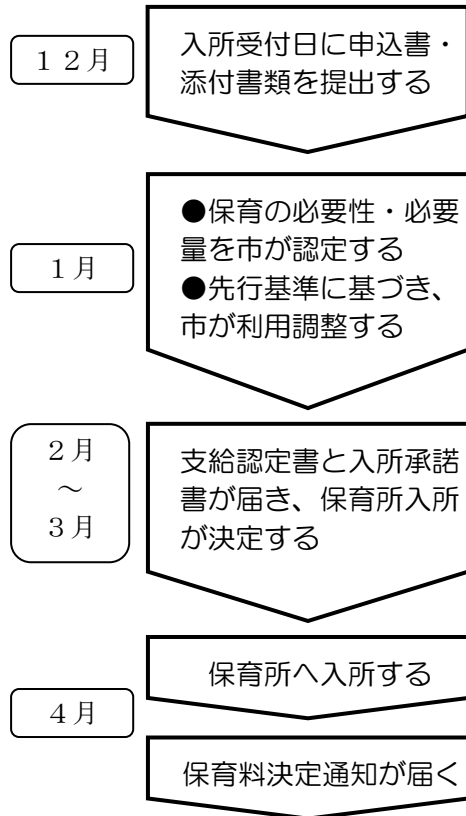 １２月
入所受付日に申込書・
添付書類を提出する
１月
●保育の必要性・必要
量を市が認定する
●先行基準に基づき、
市が利用調整する
２月
～
３月
支給認定書と入所承諾
書が届き、保育所入所
が決定する
４月
保育所へ入所する
保育料決定通知が届く